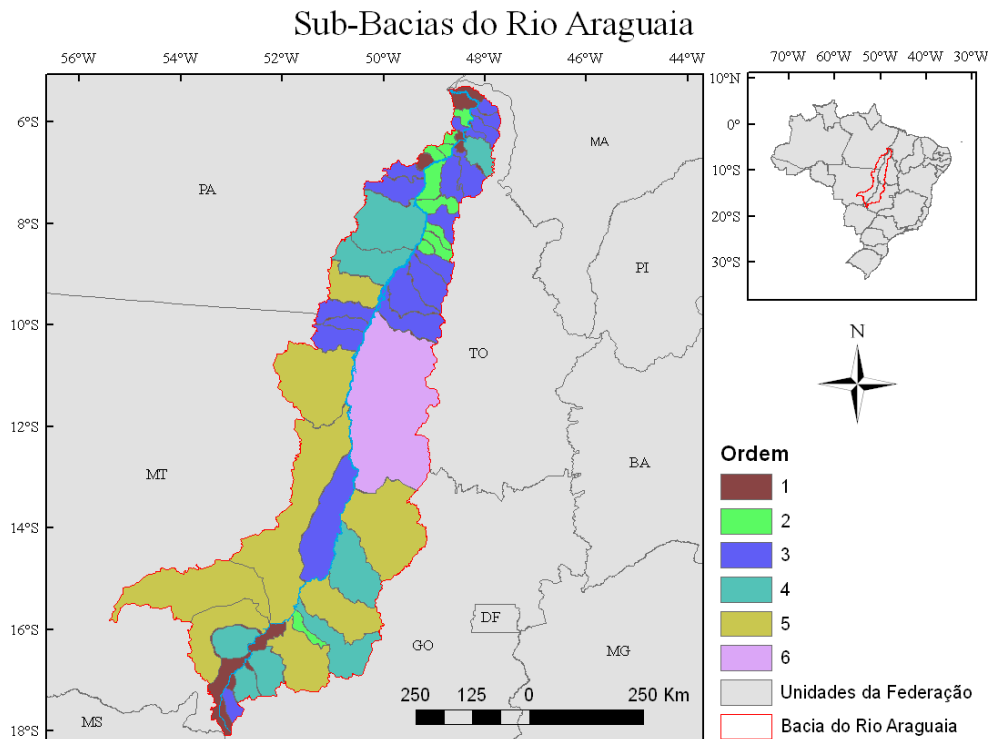 Sub-Bacias do Rio Araguaia
56°W 54°W 52°W 50°W 48°W 46°W 44°W
70°W 60°W 50°W 40°W 30°W
10°N
0°
10°S
20°S
30°S
6°S
8°S
10°S
12°S
14°S
16°S
18°S
MA
PA
PI
TO
MT
BA
DF
GO
MG
MS
N
Ordem
1
2
3
4
5
6
Unidades da Federação
Bacia do Rio Araguaia
250 125 0 250 Km